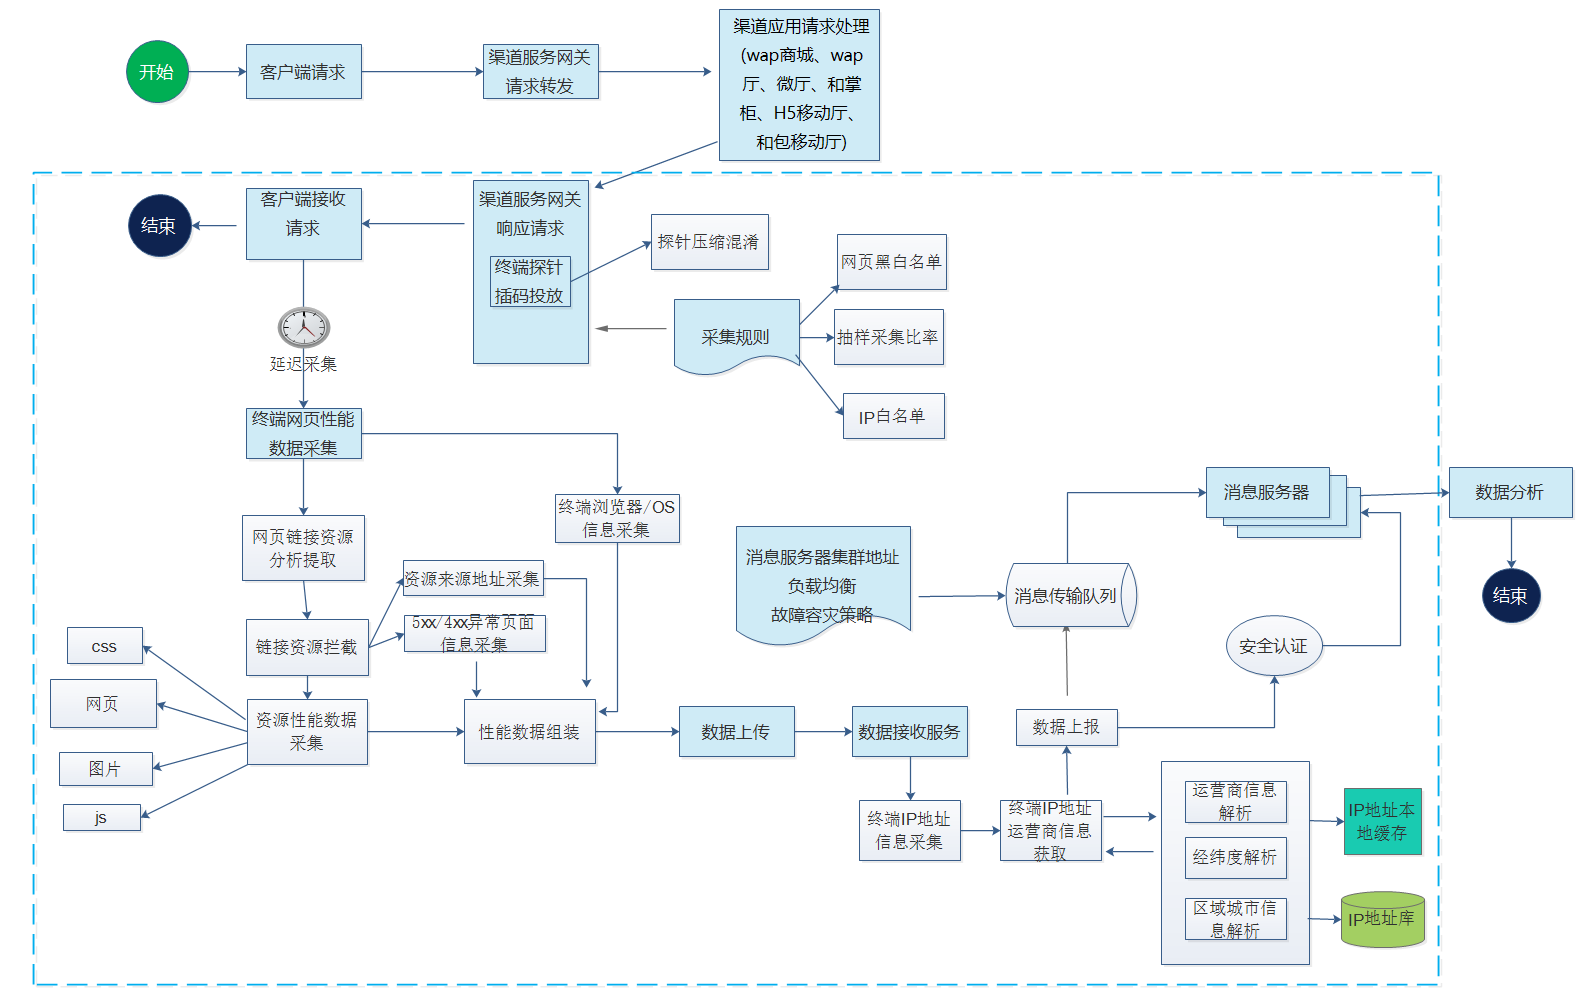 开始
客户端请求
渠道服务网关
请求转发
渠道应用请求处理
(wap商城、wap
厅、微厅、和掌
柜、H5移动厅、
和包移动厅)
结束
客户端接收
请求
渠道服务网关
响应请求
终端探针
插码投放
探针压缩混淆
采集规则
网页黑白名单
抽样采集比率
IP白名单
延迟采集
终端网页性能
数据采集
终端浏览器/OS
信息采集
网页链接资源
分析提取
资源来源地址采集
5xx/4xx异常页面
信息采集
链接资源拦截
css
网页
图片
js
资源性能数据
采集
性能数据组装
数据上传
数据接收服务
消息服务器集群地址
负载均衡
故障容灾策略
消息传输队列
消息服务器
数据分析
结束
安全认证
数据上报
终端IP地址
信息采集
终端IP地址
运营商信息
获取
运营商信息
解析
经纬度解析
区域城市信
息解析
IP地址本
地缓存
IP地址库